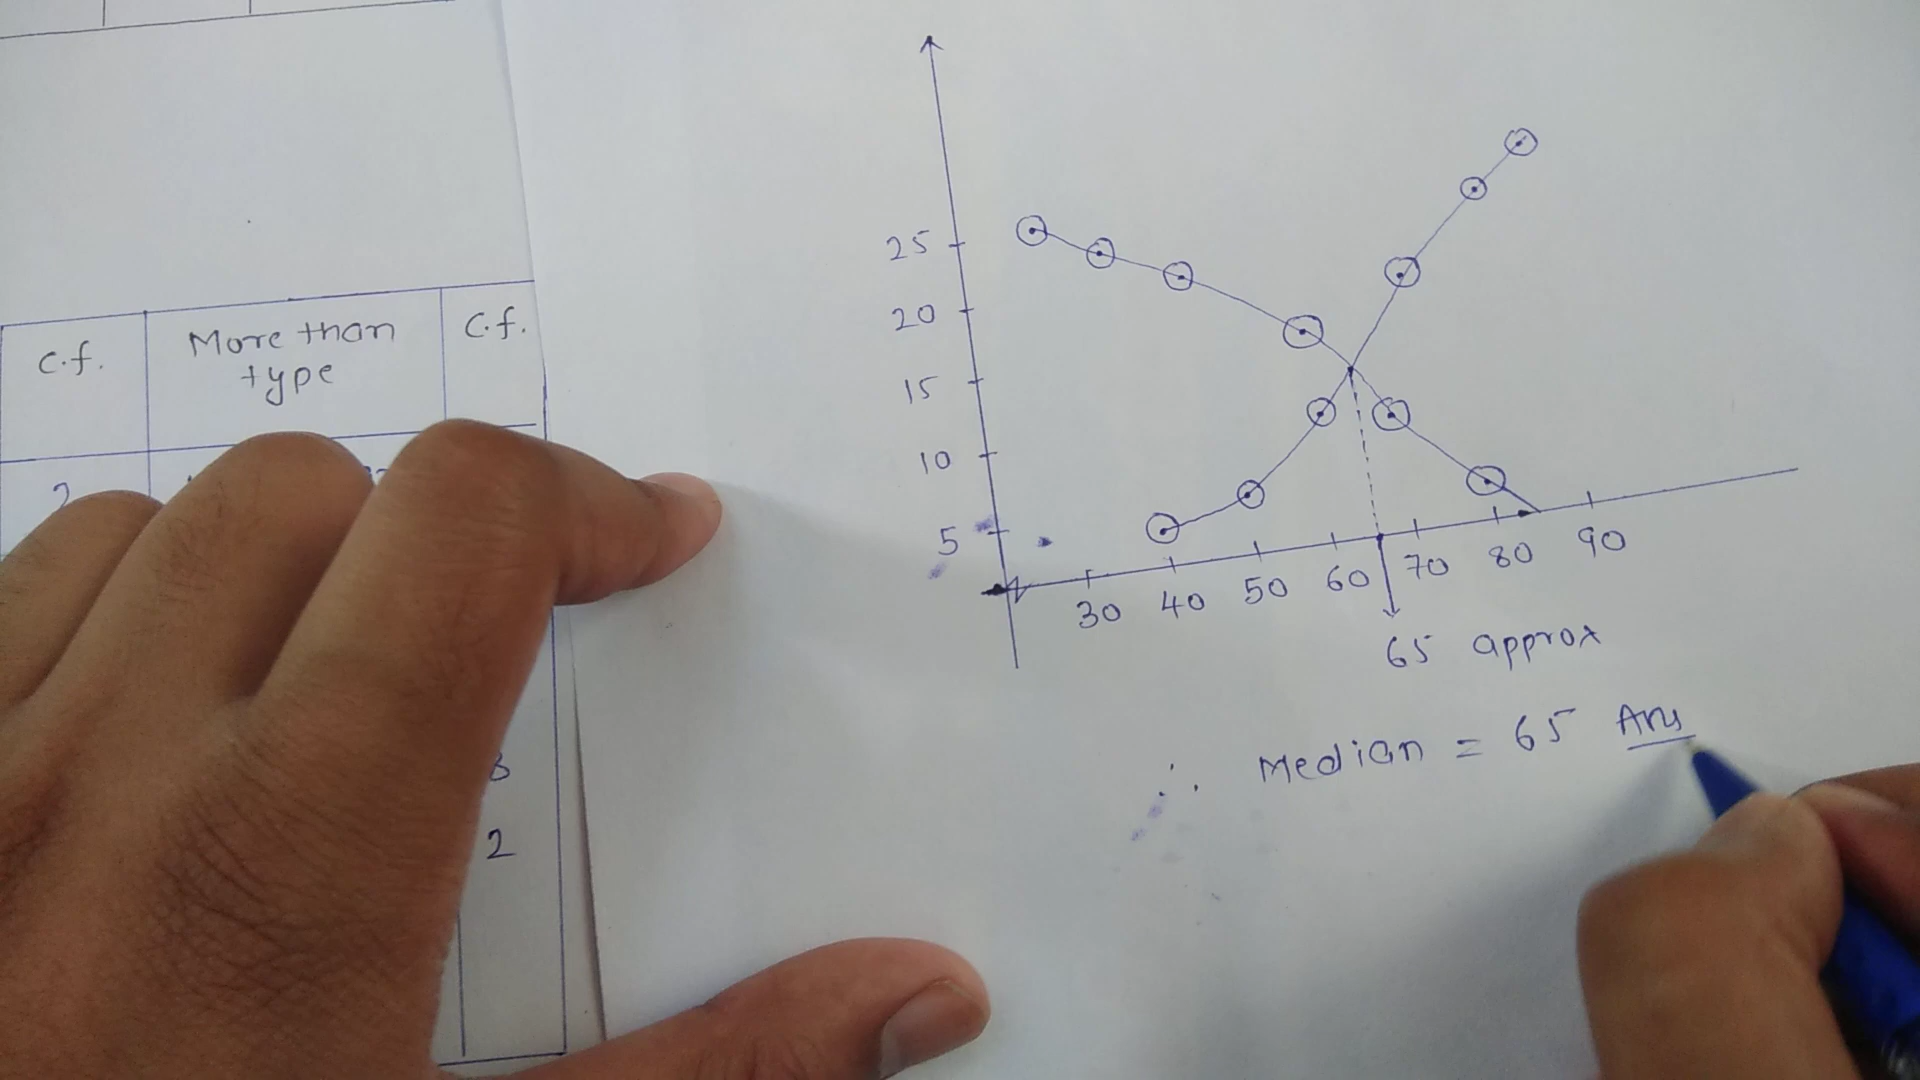 c.f.
More than
type
C.f.
2
2
25
20
15
10
5
30 40 50 60 70 80 90
65 approx
∴ Median = 65 Ans